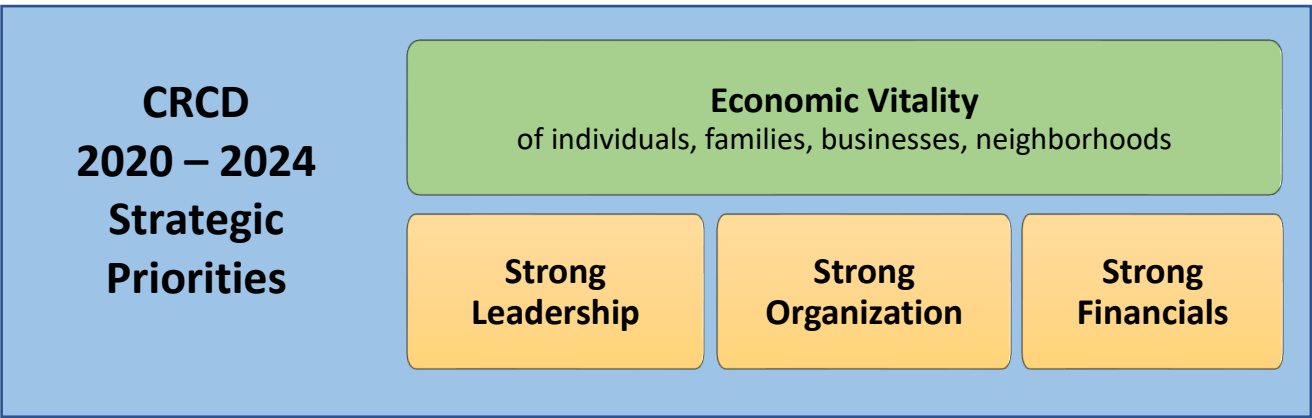 CRCD
2020 – 2024
Strategic
Priorities
Economic Vitality
of individuals, families, businesses, neighborhoods
Strong
Leadership
Strong
Organization
Strong
Financials